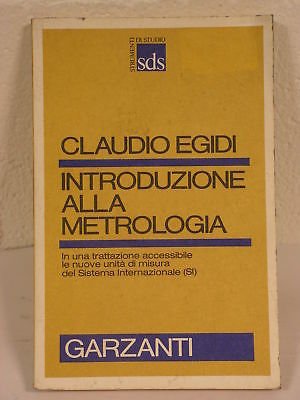 STRUMENTI
DI STUDIO
sds
CLAUDIO EGIDI
INTRODUZIONE
ALLA
METROLOGIA
In una trattazione accessibile
le nuove unità di misura
del Sistema Internazionale (SI)
GARZANTI